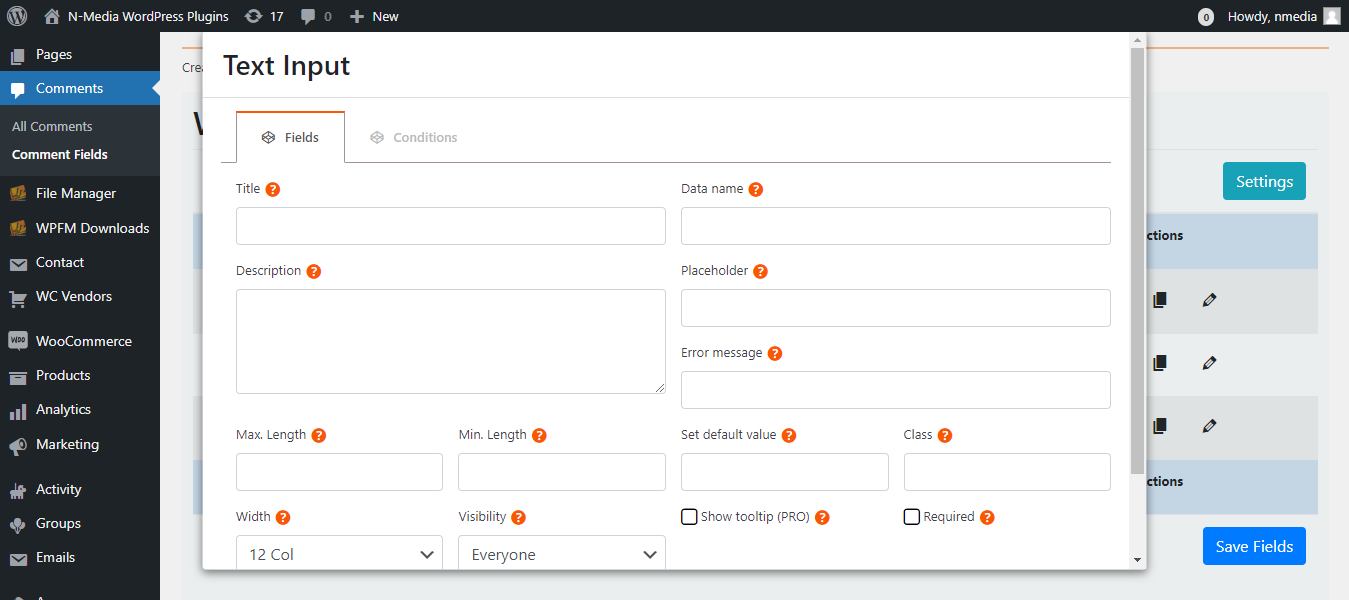 N-Media WordPress Plugins 17 0 New 0 Howdy, nmedia
Pages
Comments
All Comments
Comment Fields
File Manager
WPFM Downloads
Contact
WC Vendors
WOO WooCommerce
Products
Analytics
Marketing
Activity
Groups
Emails
Cre
Text Input
Fields Conditions
Title ? Data name ?
Description ? Placeholder ?
Error message ?
Max. Length ? Min. Length ? Set default value ? Class ?
Width ? Visibility ? Show tooltip (PRO) ? Required ?
12 Col Everyone
Settings
ctions
ctions
Save Fields